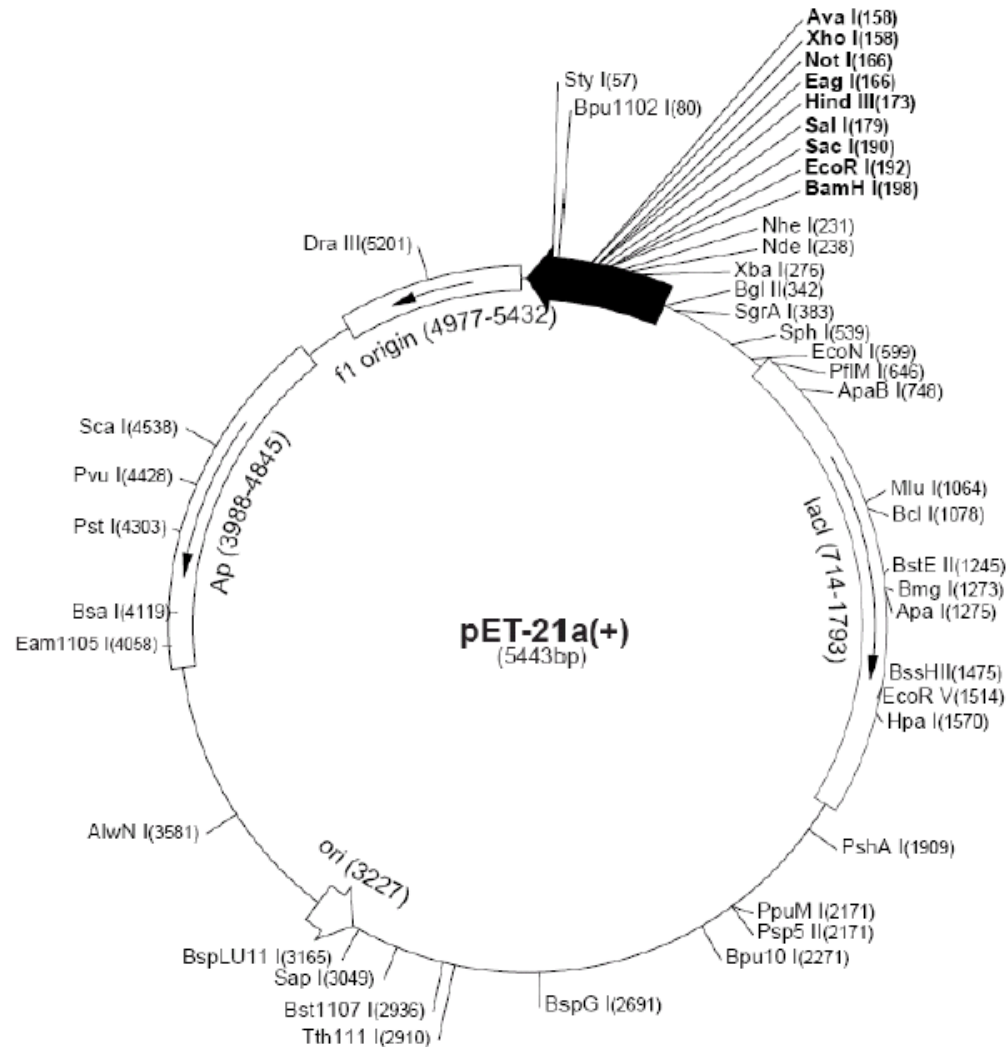 Ava I(158)
Xho I(158)
Not I(166)
Eag I(166)
Hind III(173)
Sal I(179)
Sac I(190)
EcoR I(192)
BamH I(198)
Sty I(57)
Bpu1102 I(80)
Nhe I(231)
Nde I(238)
Xba I(276)
Bgl II(342)
SgrA I(383)
Sph I(539)
EcoN I(599)
PflM I(646)
ApaB I(748)
Dra III(5201)
f1 origin (4977-5432)
Sca I(4538)
Pvu I(4428)
Pst I(4303)
Bsa I(4119)
Eam1105 I(4058)
Ap (3988-4845)
lacI (714-1793)
Mlu I(1064)
Bcl I(1078)
BstE II(1245)
Bmg I(1273)
Apa I(1275)
BssHII(1475)
EcoR V(1514)
Hpa I(1570)
pET-21a(+)
(5443bp)
AlwN I(3581)
ori (3227)
PshA I(1909)
PpuM I(2171)
Psp5 II(2171)
Bpu10 I(2271)
BspLU11 I(3165)
Sap I(3049)
Bst1107 I(2936)
Tth111 I(2910)
BspG I(2691)